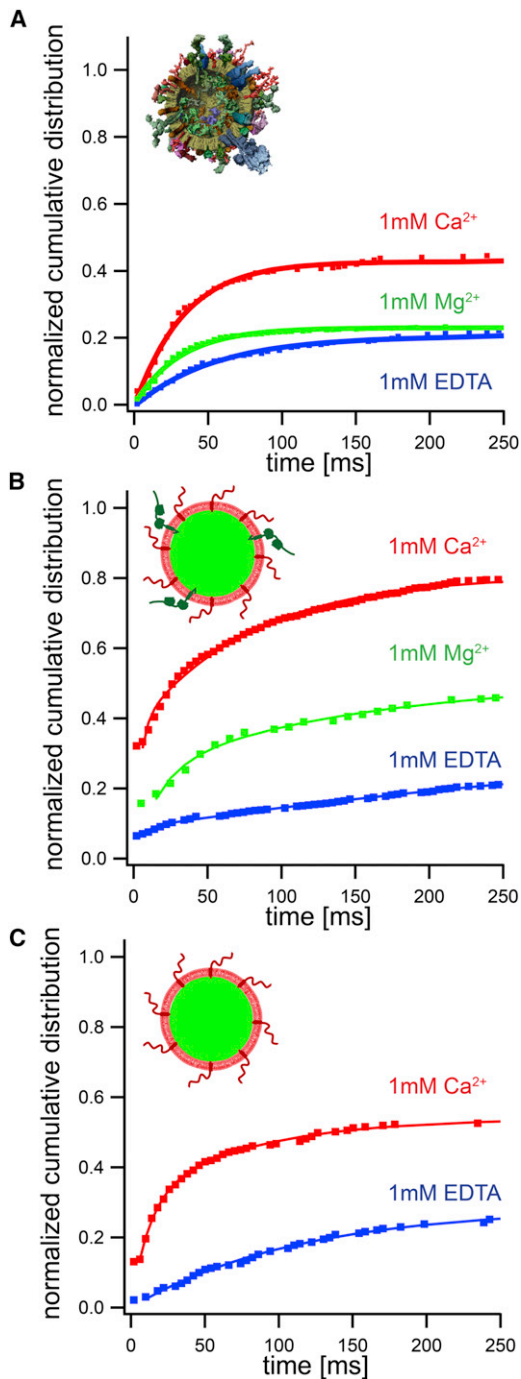 A
normalized cumulative distribution
1.0
0.8
0.6
0.4
0.2
0.0
1mM Ca²⁺
1mM Mg²⁺
1mM EDTA
0 50 100 150 200 250
time [ms]
B
normalized cumulative distribution
1.0
0.8
0.6
0.4
0.2
0.0
1mM Ca²⁺
1mM Mg²⁺
1mM EDTA
0 50 100 150 200 250
time [ms]
C
normalized cumulative distribution
1.0
0.8
0.6
0.4
0.2
0.0
1mM Ca²⁺
1mM EDTA
0 50 100 150 200 250
time [ms]